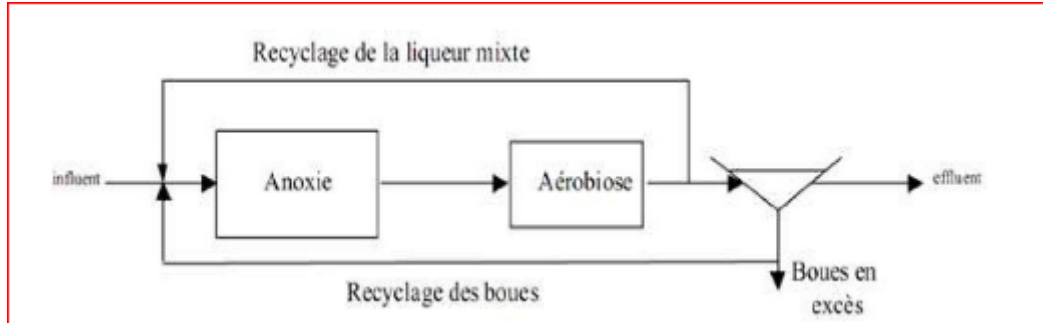 Recyclage de la liqueur mixte
influent
Anoxie
Aérobiose
effluent
Recyclage des boues
Boues en
excès